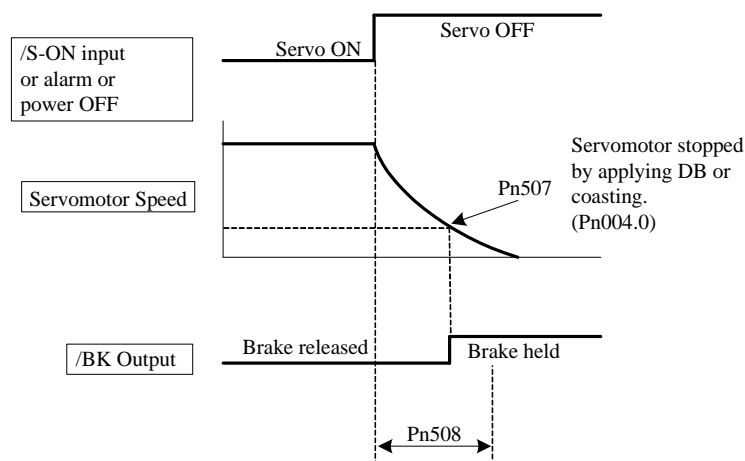 Servo OFF
Servo ON
/S-ON input
or alarm or
power OFF
Servomotor stopped
by applying DB or
coasting.
(Pn004.0)
Pn507
Servomotor Speed
/BK Output
Brake released
Brake held
Pn508